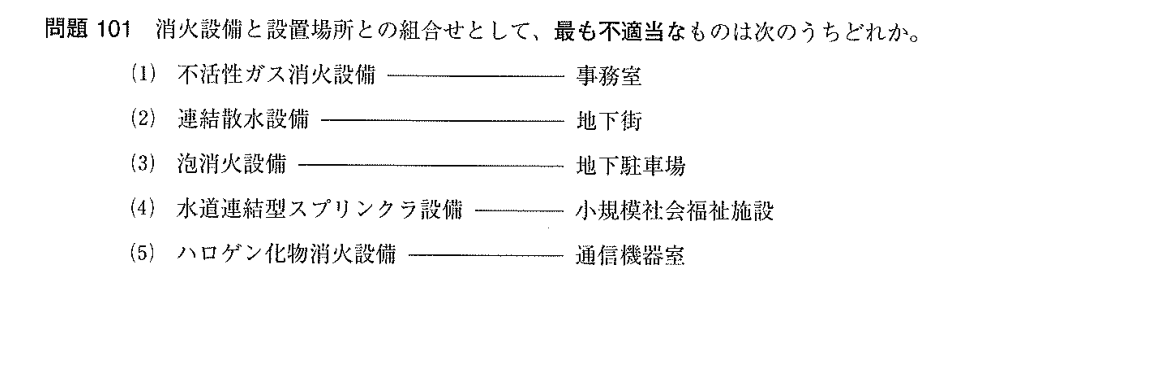 問題 101 消火設備と設置場所との組合せとして、最も不適当なものは次のうちどれか。
(1) 不活性ガス消火設備 ――――――― 事務室
(2) 連結散水設備 ―――――――――― 地下街
(3) 泡消火設備 ――――――――――― 地下駐車場
(4) 水道連結型スプリンクラ設備 ―――― 小規模社会福祉施設
(5) ハロゲン化物消火設備 ―――――― 通信機器室